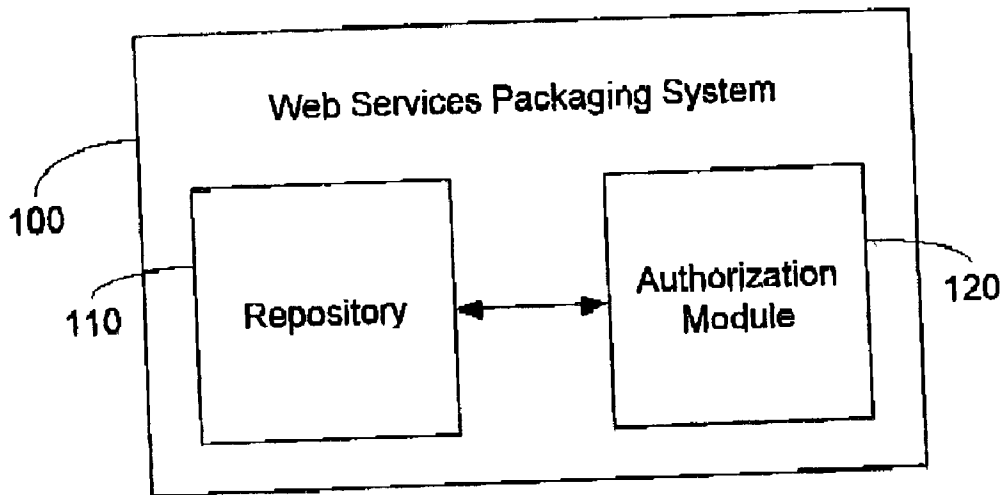 Web Services Packaging System
100
110
Repository
Authorization
Module
120